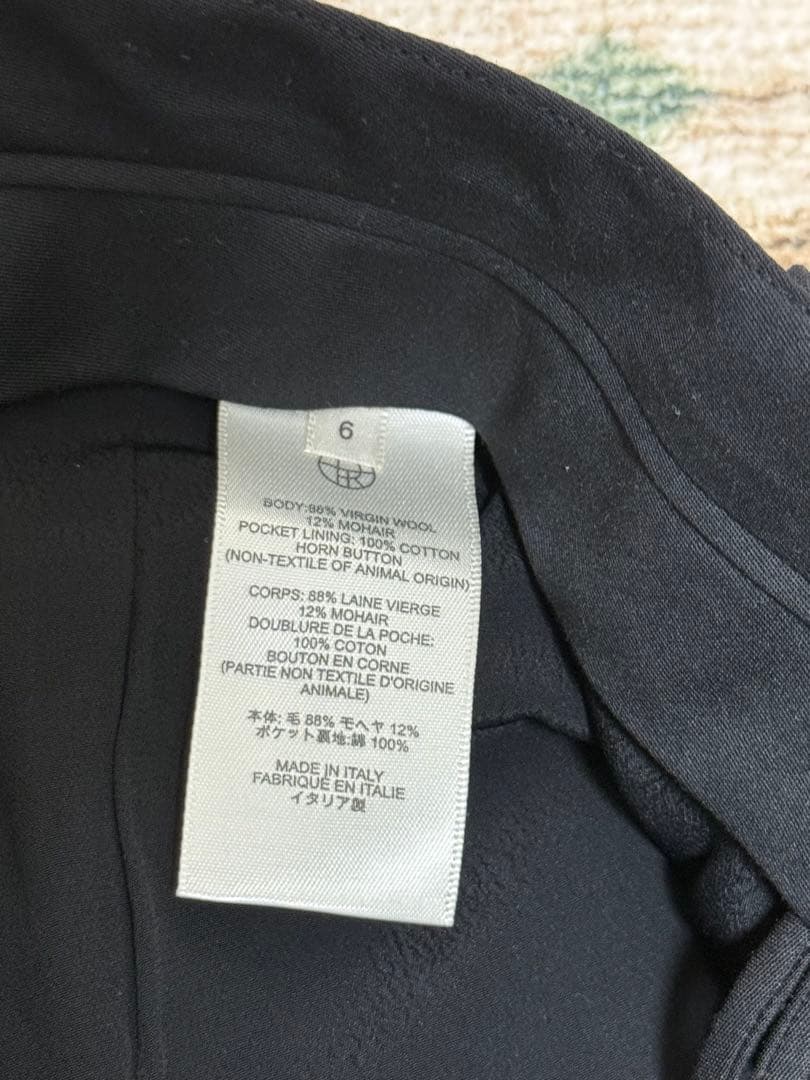 6
BODY:88% VIRGIN WOOL
12% MOHAIR
POCKET LINING: 100% COTTON
HORN BUTTON
(NON-TEXTILE OF ANIMAL ORIGIN)
CORPS: 88% LAINE VIERGE
12% MOHAIR
DOUBLURE DE LA POCHE:
100% COTON
BOUTON EN CORNE
(PARTIE NON TEXTILE D'ORIGINE
ANIMALE)
本体: 毛 88% モヘヤ 12%
ポケット裏地:綿 100%
MADE IN ITALY
FABRIQUÉ EN ITALIE
イタリア製